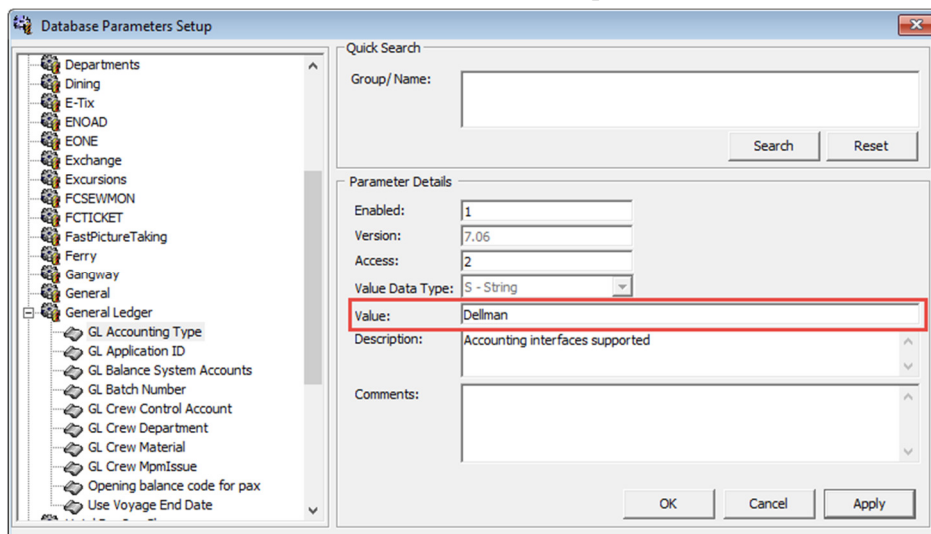 Database Parameters Setup
Departments
Dining
E-Tix
ENOAD
EONE
Exchange
Excursions
FCSEWMON
FCTICKET
FastPictureTaking
Ferry
Gangway
General
General Ledger
GL Accounting Type
GL Application ID
GL Balance System Accounts
GL Batch Number
GL Crew Control Account
GL Crew Department
GL Crew Material
GL Crew MpmIssue
Opening balance code for pax
Use Voyage End Date
Quick Search
Group/ Name:
Search Reset
Parameter Details
Enabled: 1
Version: 7.06
Access: 2
Value Data Type: S - String
Value: Dellman
Description: Accounting interfaces supported
Comments:
OK Cancel Apply